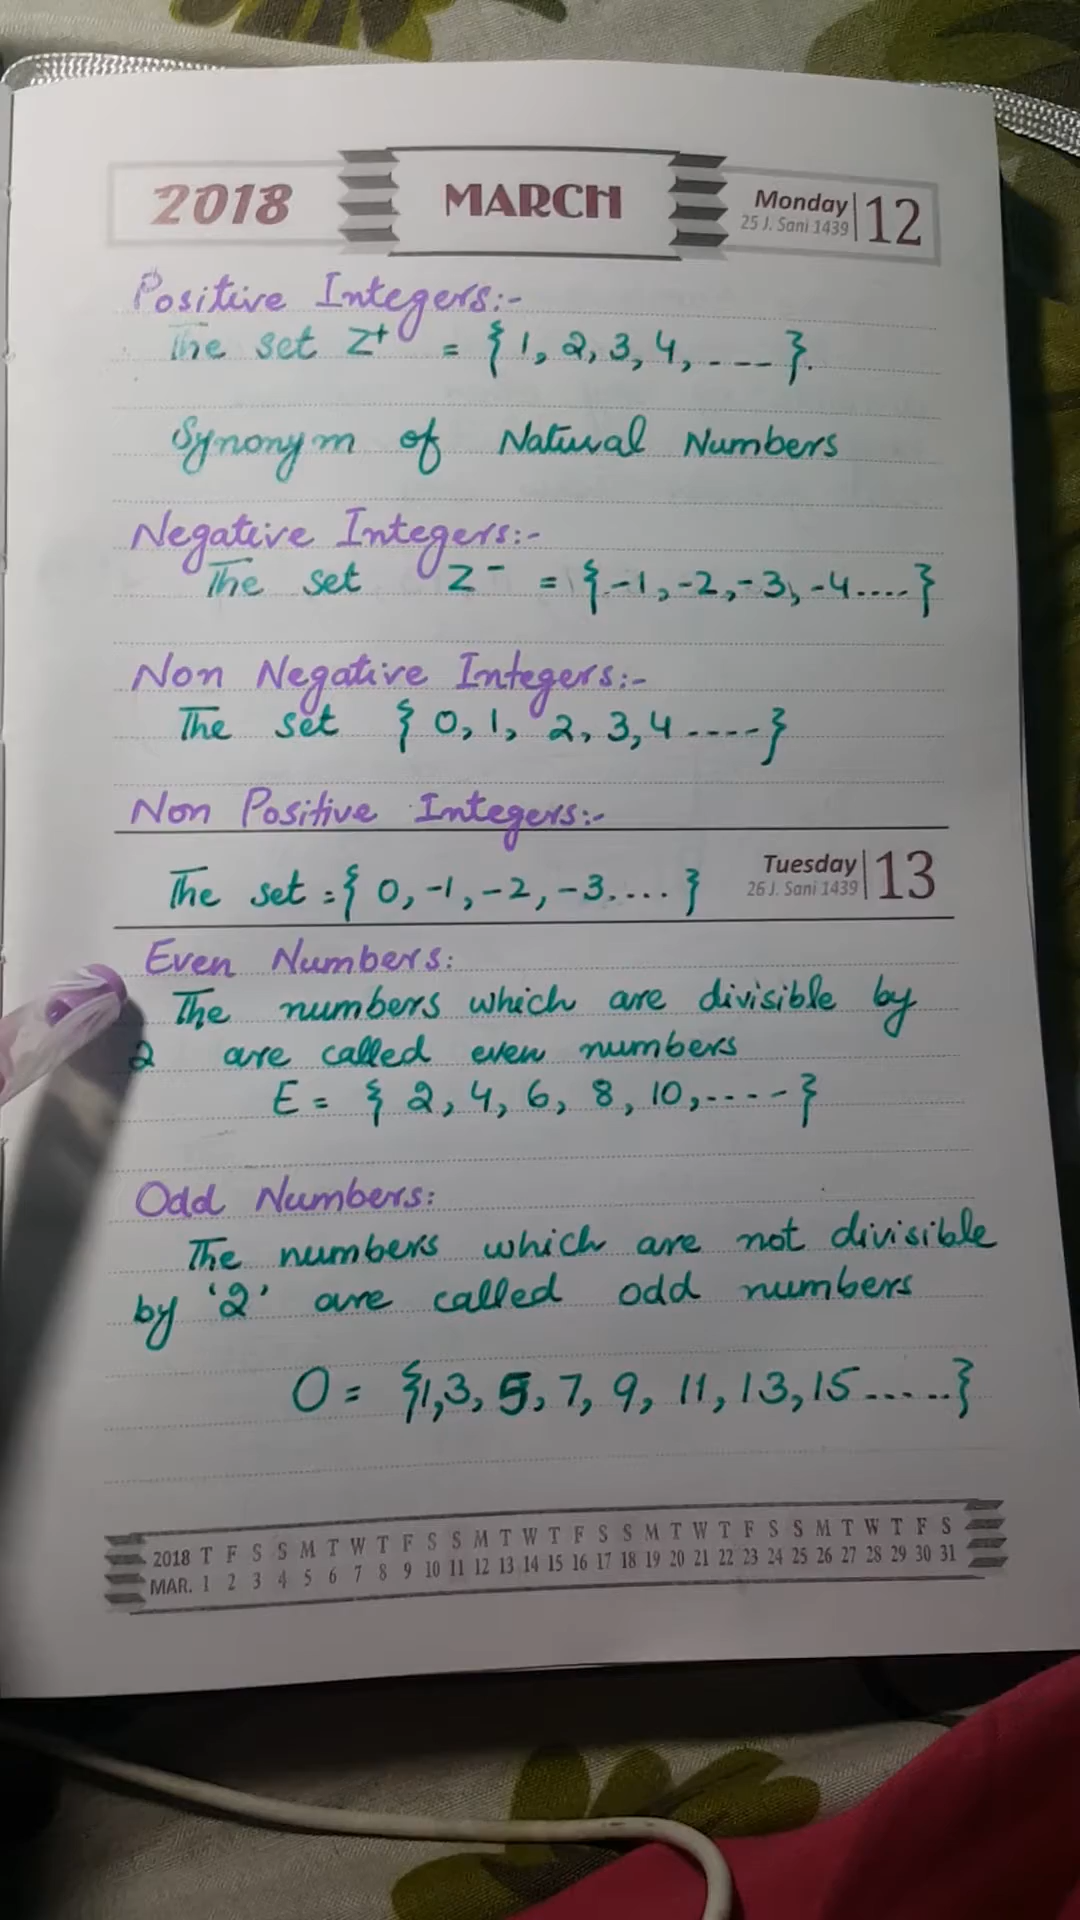 2018 MARCH Monday 12
25 J. Sani 1439
Positive Integers:-
The set Z+ = { 1, 2, 3, 4, ---- }.
Synonym of Natural Numbers
Negative Integers:-
The set Z- = { -1, -2, -3, -4.... }
Non Negative Integers:-
The set { 0, 1, 2, 3, 4 ---- }
Non Positive Integers:-
Tuesday 13
26 J. Sani 1439
The set = { 0, -1, -2, -3.... }
Even Numbers:
The numbers which are divisible by
2 are called even numbers
E = { 2, 4, 6, 8, 10, ---- }
Odd Numbers:
The numbers which are not divisible
by '2' are called odd numbers
O = {1, 3, 5, 7, 9, 11, 13, 15 ......}
2018 T F S S M T W T F S S M T W T F S S M T W T F S S M T W T F S
MAR. 1 2 3 4 5 6 7 8 9 10 11 12 13 14 15 16 17 18 19 20 21 22 23 24 25 26 27 28 29 30 31